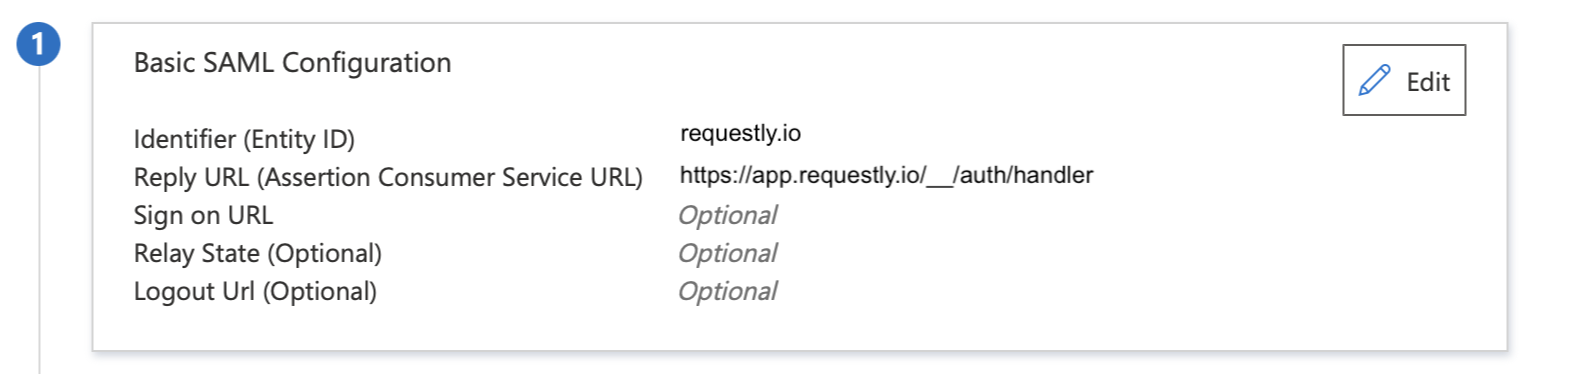 1
Basic SAML Configuration
Edit
Identifier (Entity ID) requestly.io
Reply URL (Assertion Consumer Service URL) https://app.requestly.io/__/auth/handler
Sign on URL Optional
Relay State (Optional) Optional
Logout Url (Optional) Optional